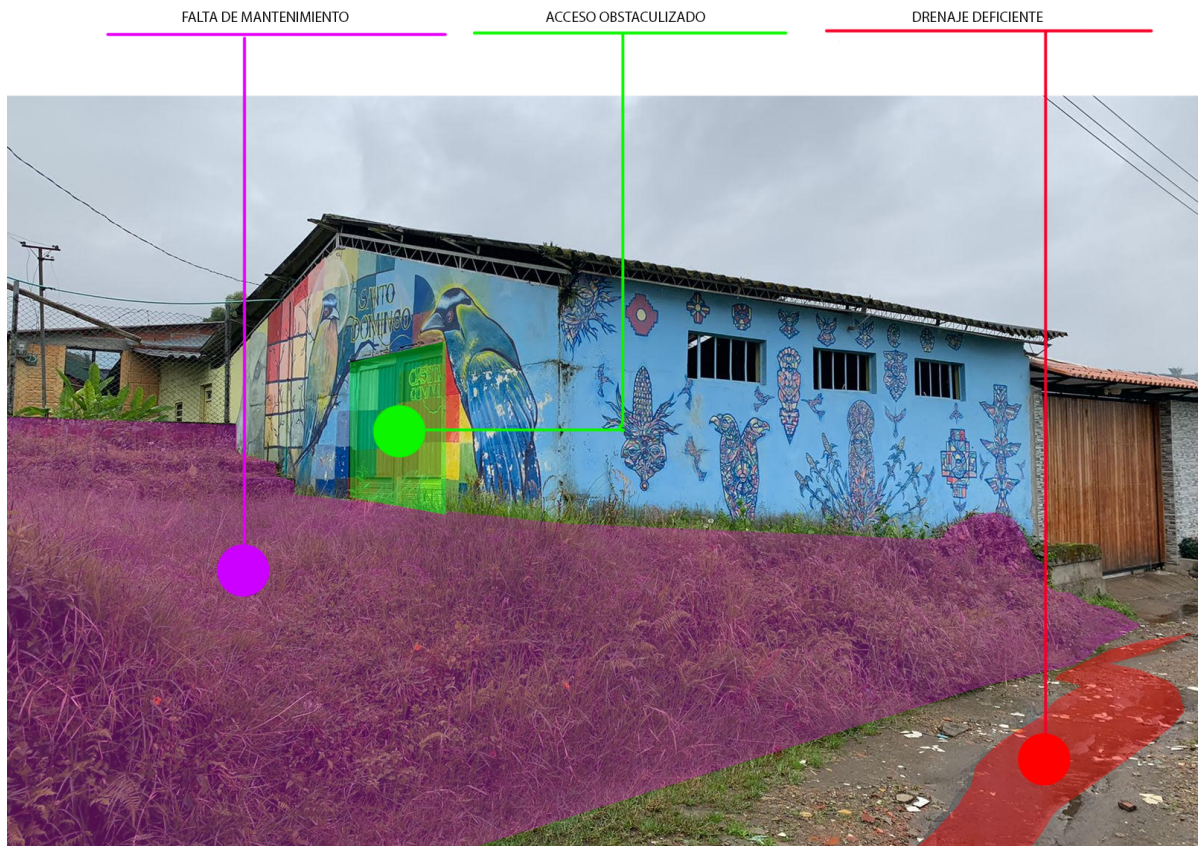 FALTA DE MANTENIMIENTO
ACCESO OBSTACULIZADO
DRENAJE DEFICIENTE
SANTO
DOMINGO